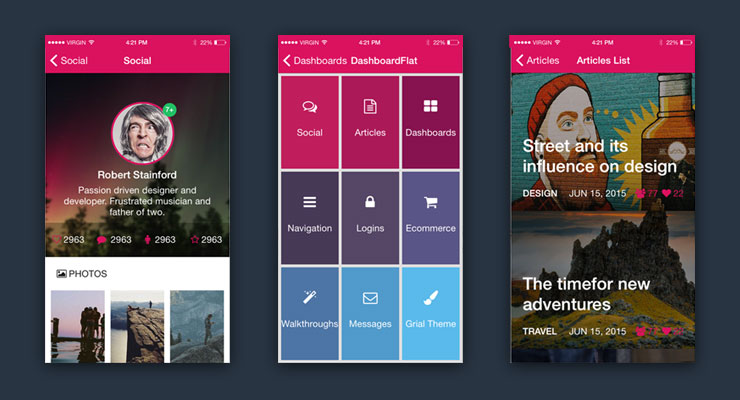 VIRGIN 4:21 PM 22%
Social Social
7+
Robert Stainford
Passion driven designer and
developer. Frustrated musician and
father of two.
2963 2963 2963 2963
PHOTOS
VIRGIN 4:21 PM 22%
Dashboards DashboardFlat
Social Articles Dashboards
Navigation Logins Ecommerce
Walkthroughs Messages Grial Theme
VIRGIN 4:21 PM 22%
Articles Articles List
Street and its
influence on design
DESIGN JUN 15, 2015 77 22
The timefor new
adventures
TRAVEL JUN 15, 2015